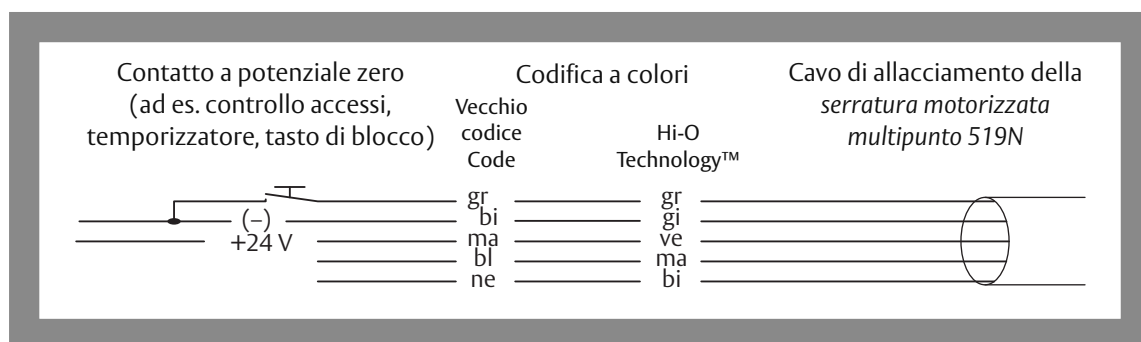 Contatto a potenziale zero
(ad es. controllo accessi,
temporizzatore, tasto di blocco)
Codifica a colori
Vecchio
codice
Code
Hi-O
Technology™
Cavo di allacciamento della
serratura motorizzata
multipunto 519N
gr gr
(–) bi gi
+24 V ma ve
bl ma
ne bi